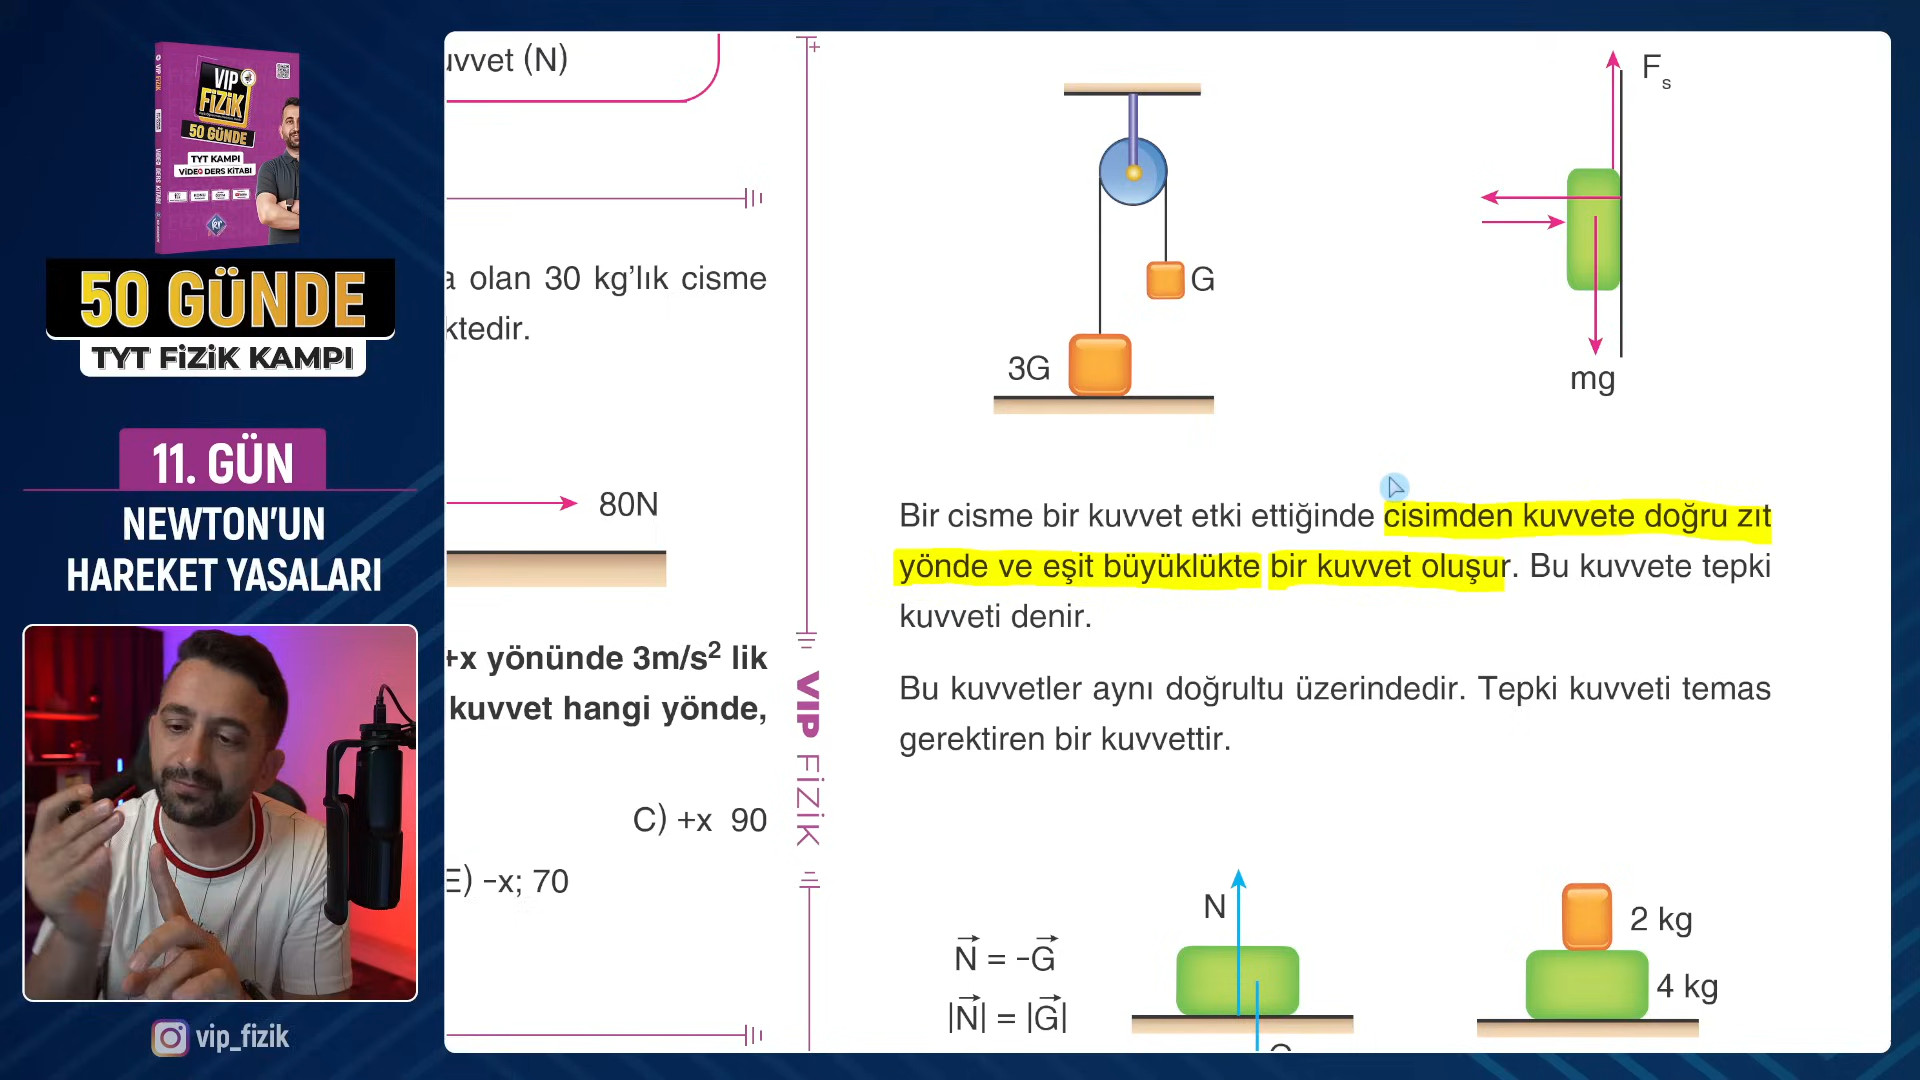 VIP
FİZİK
50 GÜNDE
TYT KAMPI
VİDEO DERS KİTABI
50 GÜNDE
TYT FİZİK KAMPI
11. GÜN
NEWTON'UN
HAREKET YASALARI
vip_fizik
uvvet (N)
a olan 30 kg'lık cisme
ktedir.
80N
+x yönünde 3m/s² lik
kuvvet hangi yönde,
C) +x 90
E) –x; 70
VIP FİZİK
G
3G
Fs
mg
Bir cisme bir kuvvet etki ettiğinde cisimden kuvvete doğru zıt
yönde ve eşit büyüklükte bir kuvvet oluşur. Bu kuvvete tepki
kuvveti denir.
Bu kuvvetler aynı doğrultu üzerindedir. Tepki kuvveti temas
gerektiren bir kuvvettir.
N⃗ = –G⃗
|N⃗| = |G⃗|
N
2 kg
4 kg